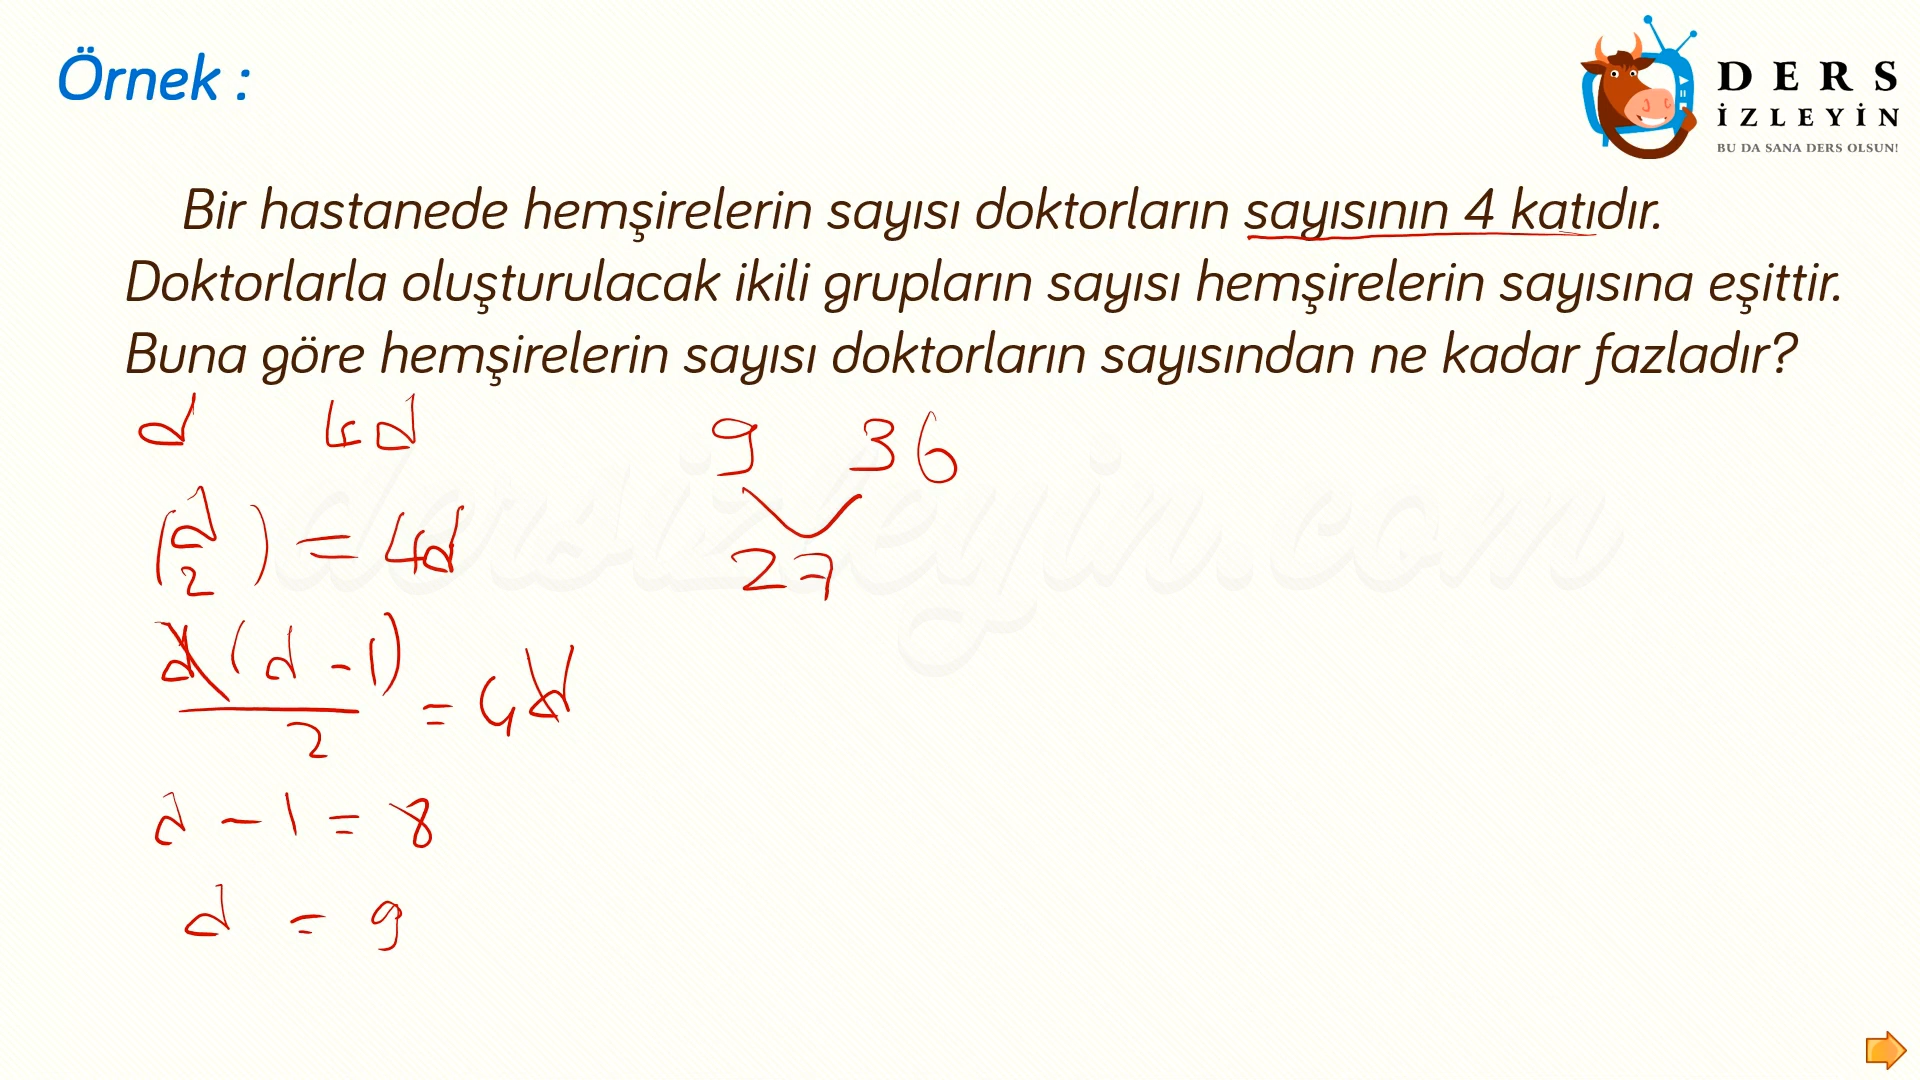 Örnek :
DERS
İZLEYİN
BU DA SANA DERS OLSUN!
Bir hastanede hemşirelerin sayısı doktorların sayısının 4 katıdır.
Doktorlarla oluşturulacak ikili grupların sayısı hemşirelerin sayısına eşittir.
Buna göre hemşirelerin sayısı doktorların sayısından ne kadar fazladır?
d 4d
9 36
27
(d 2) = 4d
d(d-1)/2 = 4d
d - 1 = 8
d = 9
dersizleyin.com